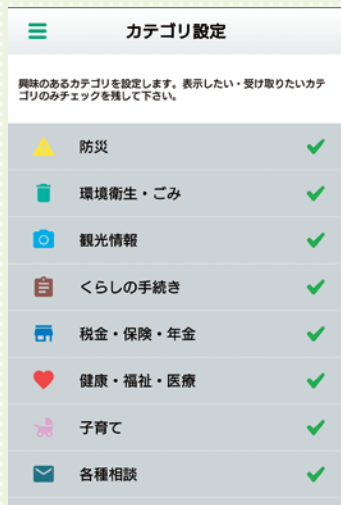 カテゴリ設定
興味のあるカテゴリを設定します。表示したい・受け取りたいカテ
ゴリのみチェックを残して下さい。
防災
環境衛生・ごみ
観光情報
くらしの手続き
税金・保険・年金
健康・福祉・医療
子育て
各種相談